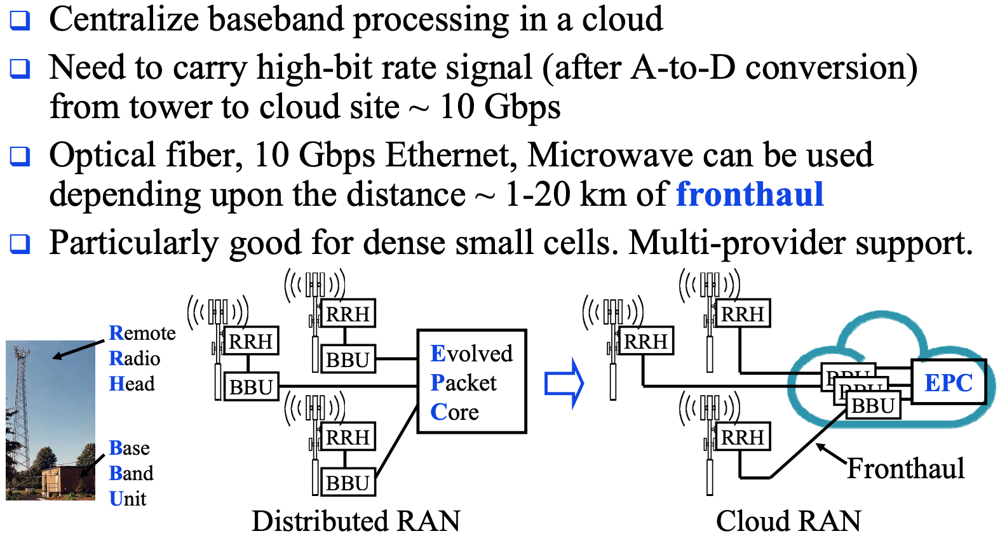 Centralize baseband processing in a cloud
Need to carry high-bit rate signal (after A-to-D conversion)
from tower to cloud site ~ 10 Gbps
Optical fiber, 10 Gbps Ethernet, Microwave can be used
depending upon the distance ~ 1-20 km of fronthaul
Particularly good for dense small cells. Multi-provider support.
Remote
Radio
Head
Base
Band
Unit
RRH
BBU
RRH
BBU
RRH
BBU
Evolved
Packet
Core
Distributed RAN
RRH
RRH
RRH
BBU
BBU
BBU
EPC
Fronthaul
Cloud RAN